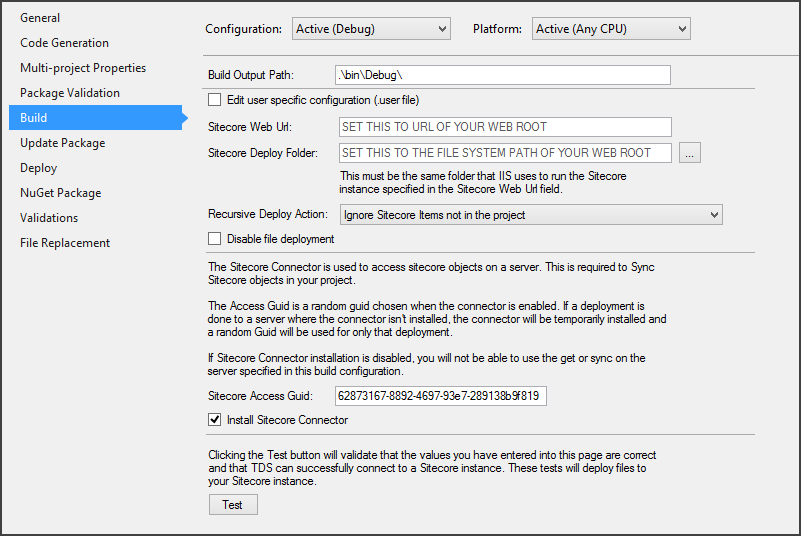 General
Code Generation
Multi-project Properties
Package Validation
Build
Update Package
Deploy
NuGet Package
Validations
File Replacement
Configuration: Active (Debug) Platform: Active (Any CPU)
Build Output Path: .\bin\Debug\
Edit user specific configuration (.user file)
Sitecore Web Url: SET THIS TO URL OF YOUR WEB ROOT
Sitecore Deploy Folder: SET THIS TO THE FILE SYSTEM PATH OF YOUR WEB ROOT ...
This must be the same folder that IIS uses to run the Sitecore
instance specified in the Sitecore Web Url field.
Recursive Deploy Action: Ignore Sitecore Items not in the project
Disable file deployment
The Sitecore Connector is used to access sitecore objects on a server. This is required to Sync
Sitecore objects in your project.
The Access Guid is a random guid chosen when the connector is enabled. If a deployment is
done to a server where the connector isn't installed, the connector will be temporarily installed and
a random Guid will be used for only that deployment.
If Sitecore Connector installation is disabled, you will not be able to use the get or sync on the
server specified in this build configuration.
Sitecore Access Guid: 62873167-8892-4697-93e7-289138b9f819
Install Sitecore Connector
Clicking the Test button will validate that the values you have entered into this page are correct
and that TDS can successfully connect to a Sitecore instance. These tests will deploy files to
your Sitecore instance.
Test